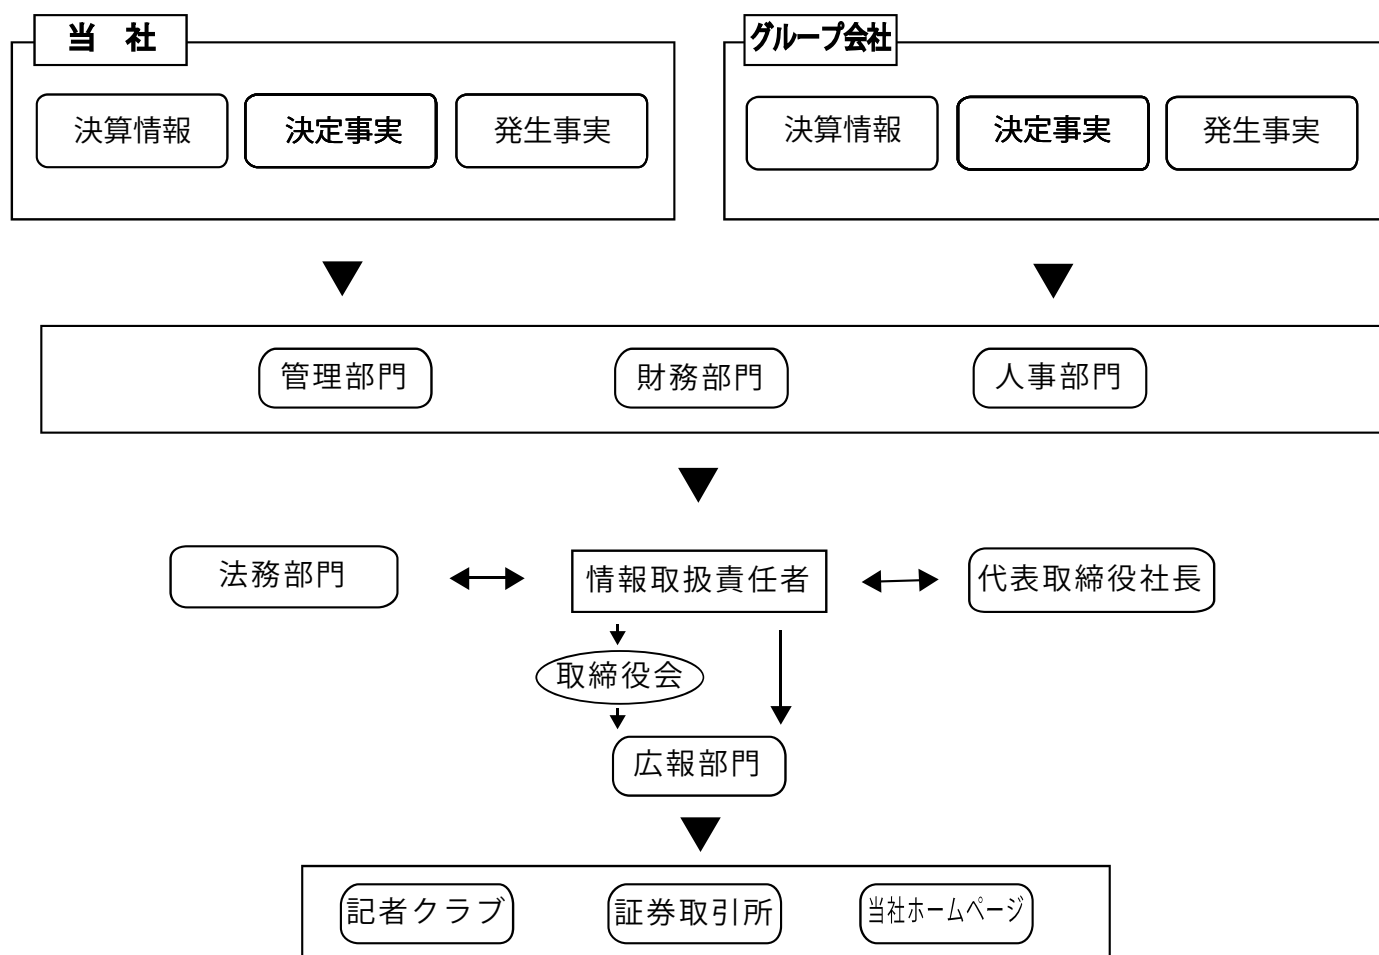 当　社
グループ会社
決算情報
決定事実
発生事実
決算情報
決定事実
発生事実
管理部門
財務部門
人事部門
法務部門
情報取扱責任者
代表取締役社長
取締役会
広報部門
記者クラブ
証券取引所
当社ホームページ